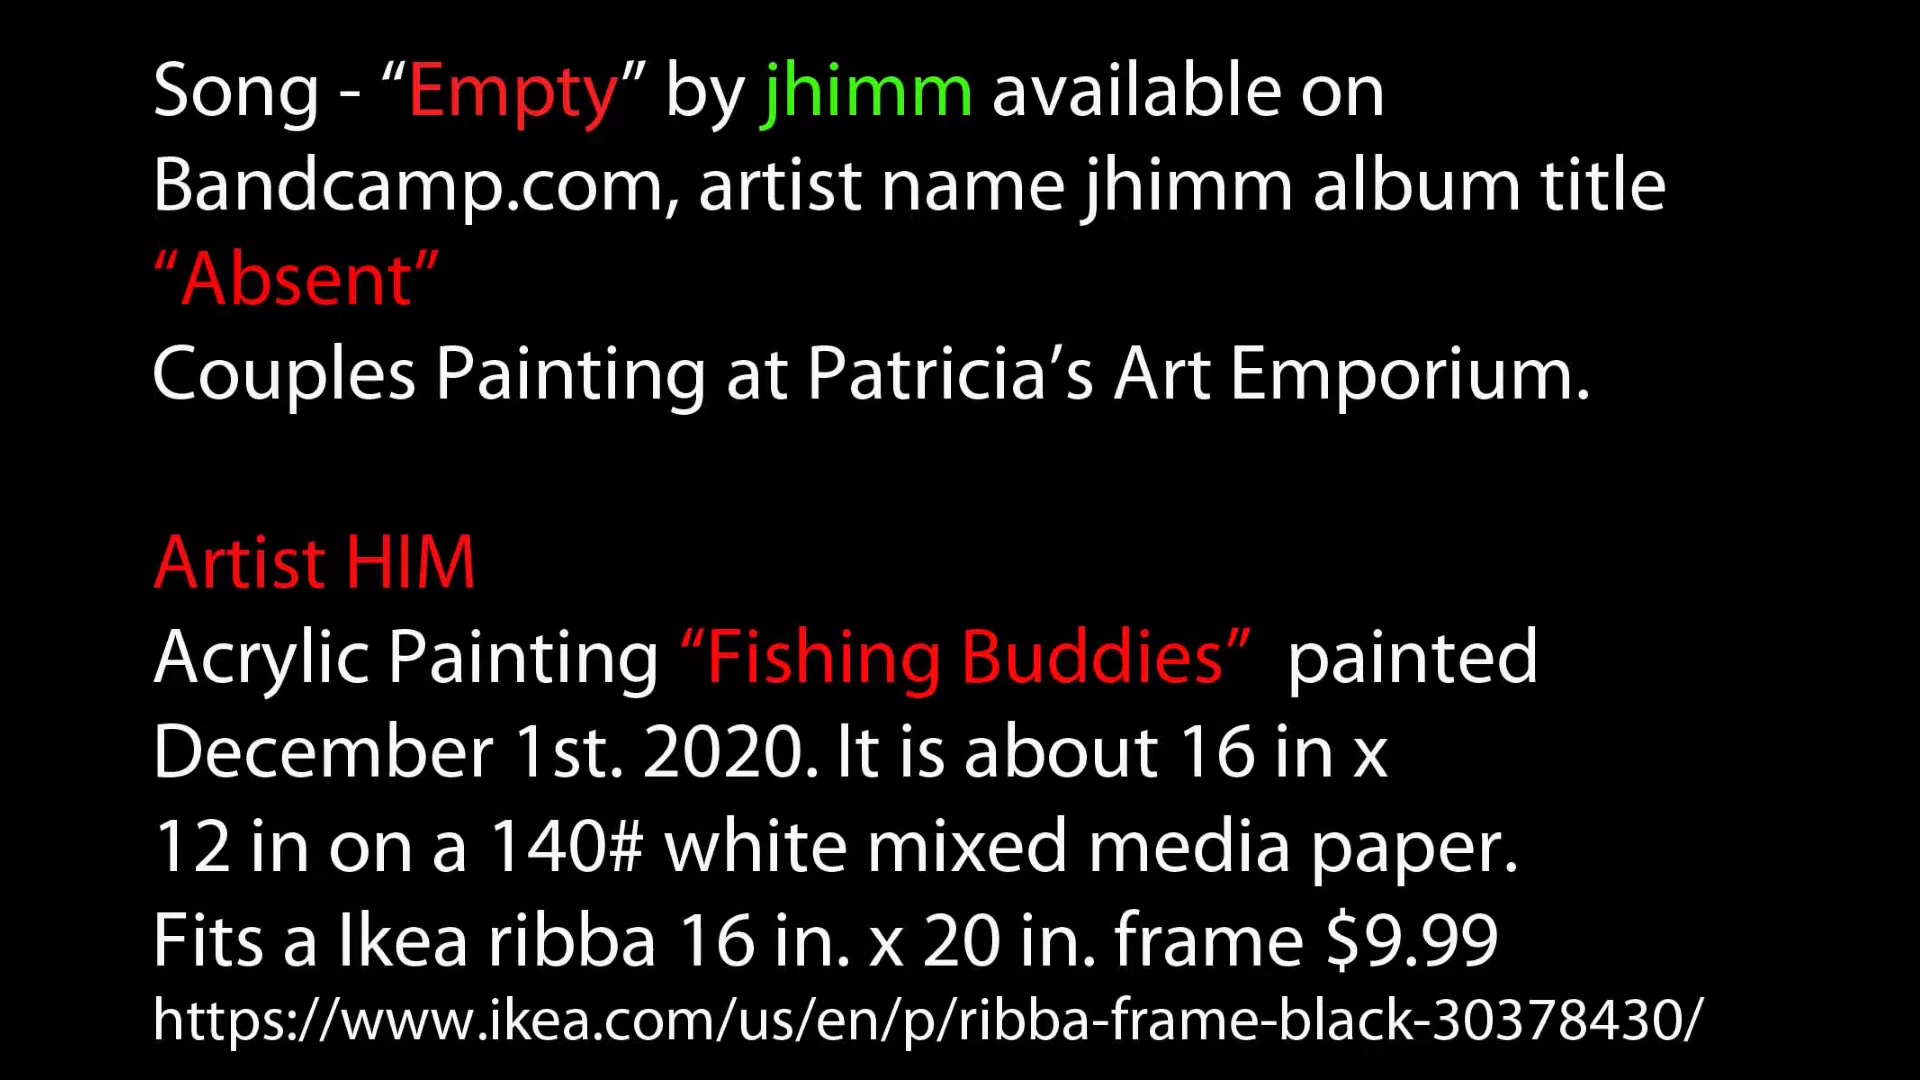 Song - “Empty” by jhimm available on
Bandcamp.com, artist name jhimm album title
“Absent”
Couples Painting at Patricia’s Art Emporium.
Artist HIM
Acrylic Painting “Fishing Buddies”  painted
December 1st. 2020. It is about 16 in x
12 in on a 140# white mixed media paper.
Fits a Ikea ribba 16 in. x 20 in. frame $9.99
https://www.ikea.com/us/en/p/ribba-frame-black-30378430/